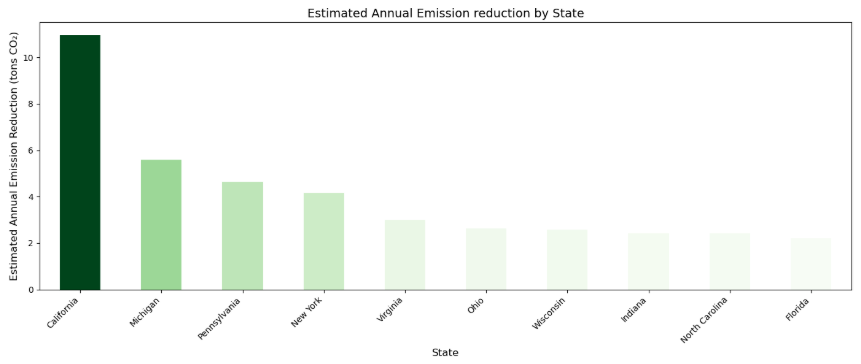 Estimated Annual Emission reduction by State
Estimated Annual Emission Reduction (tons CO₂)
10
8
6
4
2
0
California
Michigan
Pennsylvania
New York
Virginia
Ohio
Wisconsin
Indiana
North Carolina
Florida
State